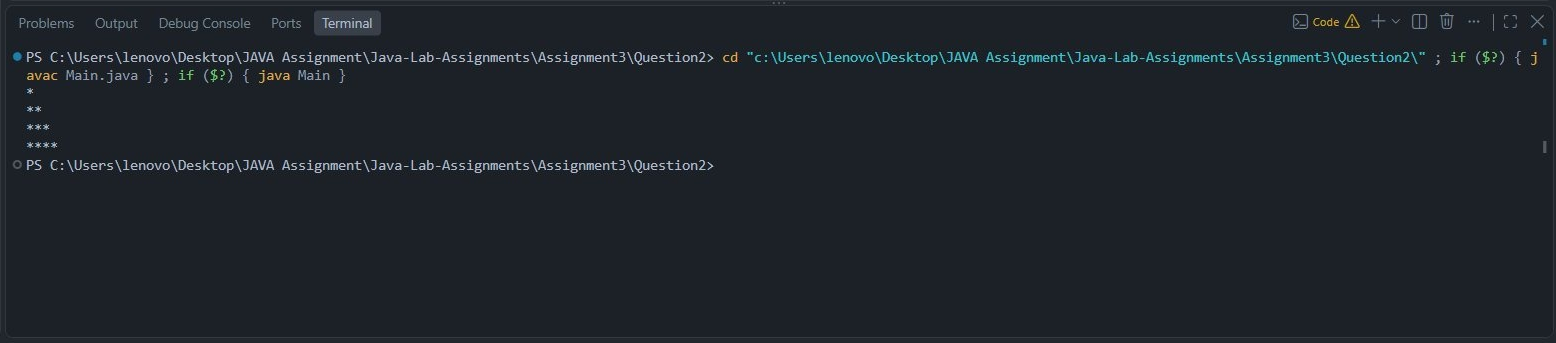 Problems Output Debug Console Ports Terminal Code
PS C:\Users\lenovo\Desktop\JAVA Assignment\Java-Lab-Assignments\Assignment3\Question2> cd "c:\Users\lenovo\Desktop\JAVA Assignment\Java-Lab-Assignments\Assignment3\Question2\" ; if ($?) { j
avac Main.java } ; if ($?) { java Main }
*
**
***
****
PS C:\Users\lenovo\Desktop\JAVA Assignment\Java-Lab-Assignments\Assignment3\Question2>